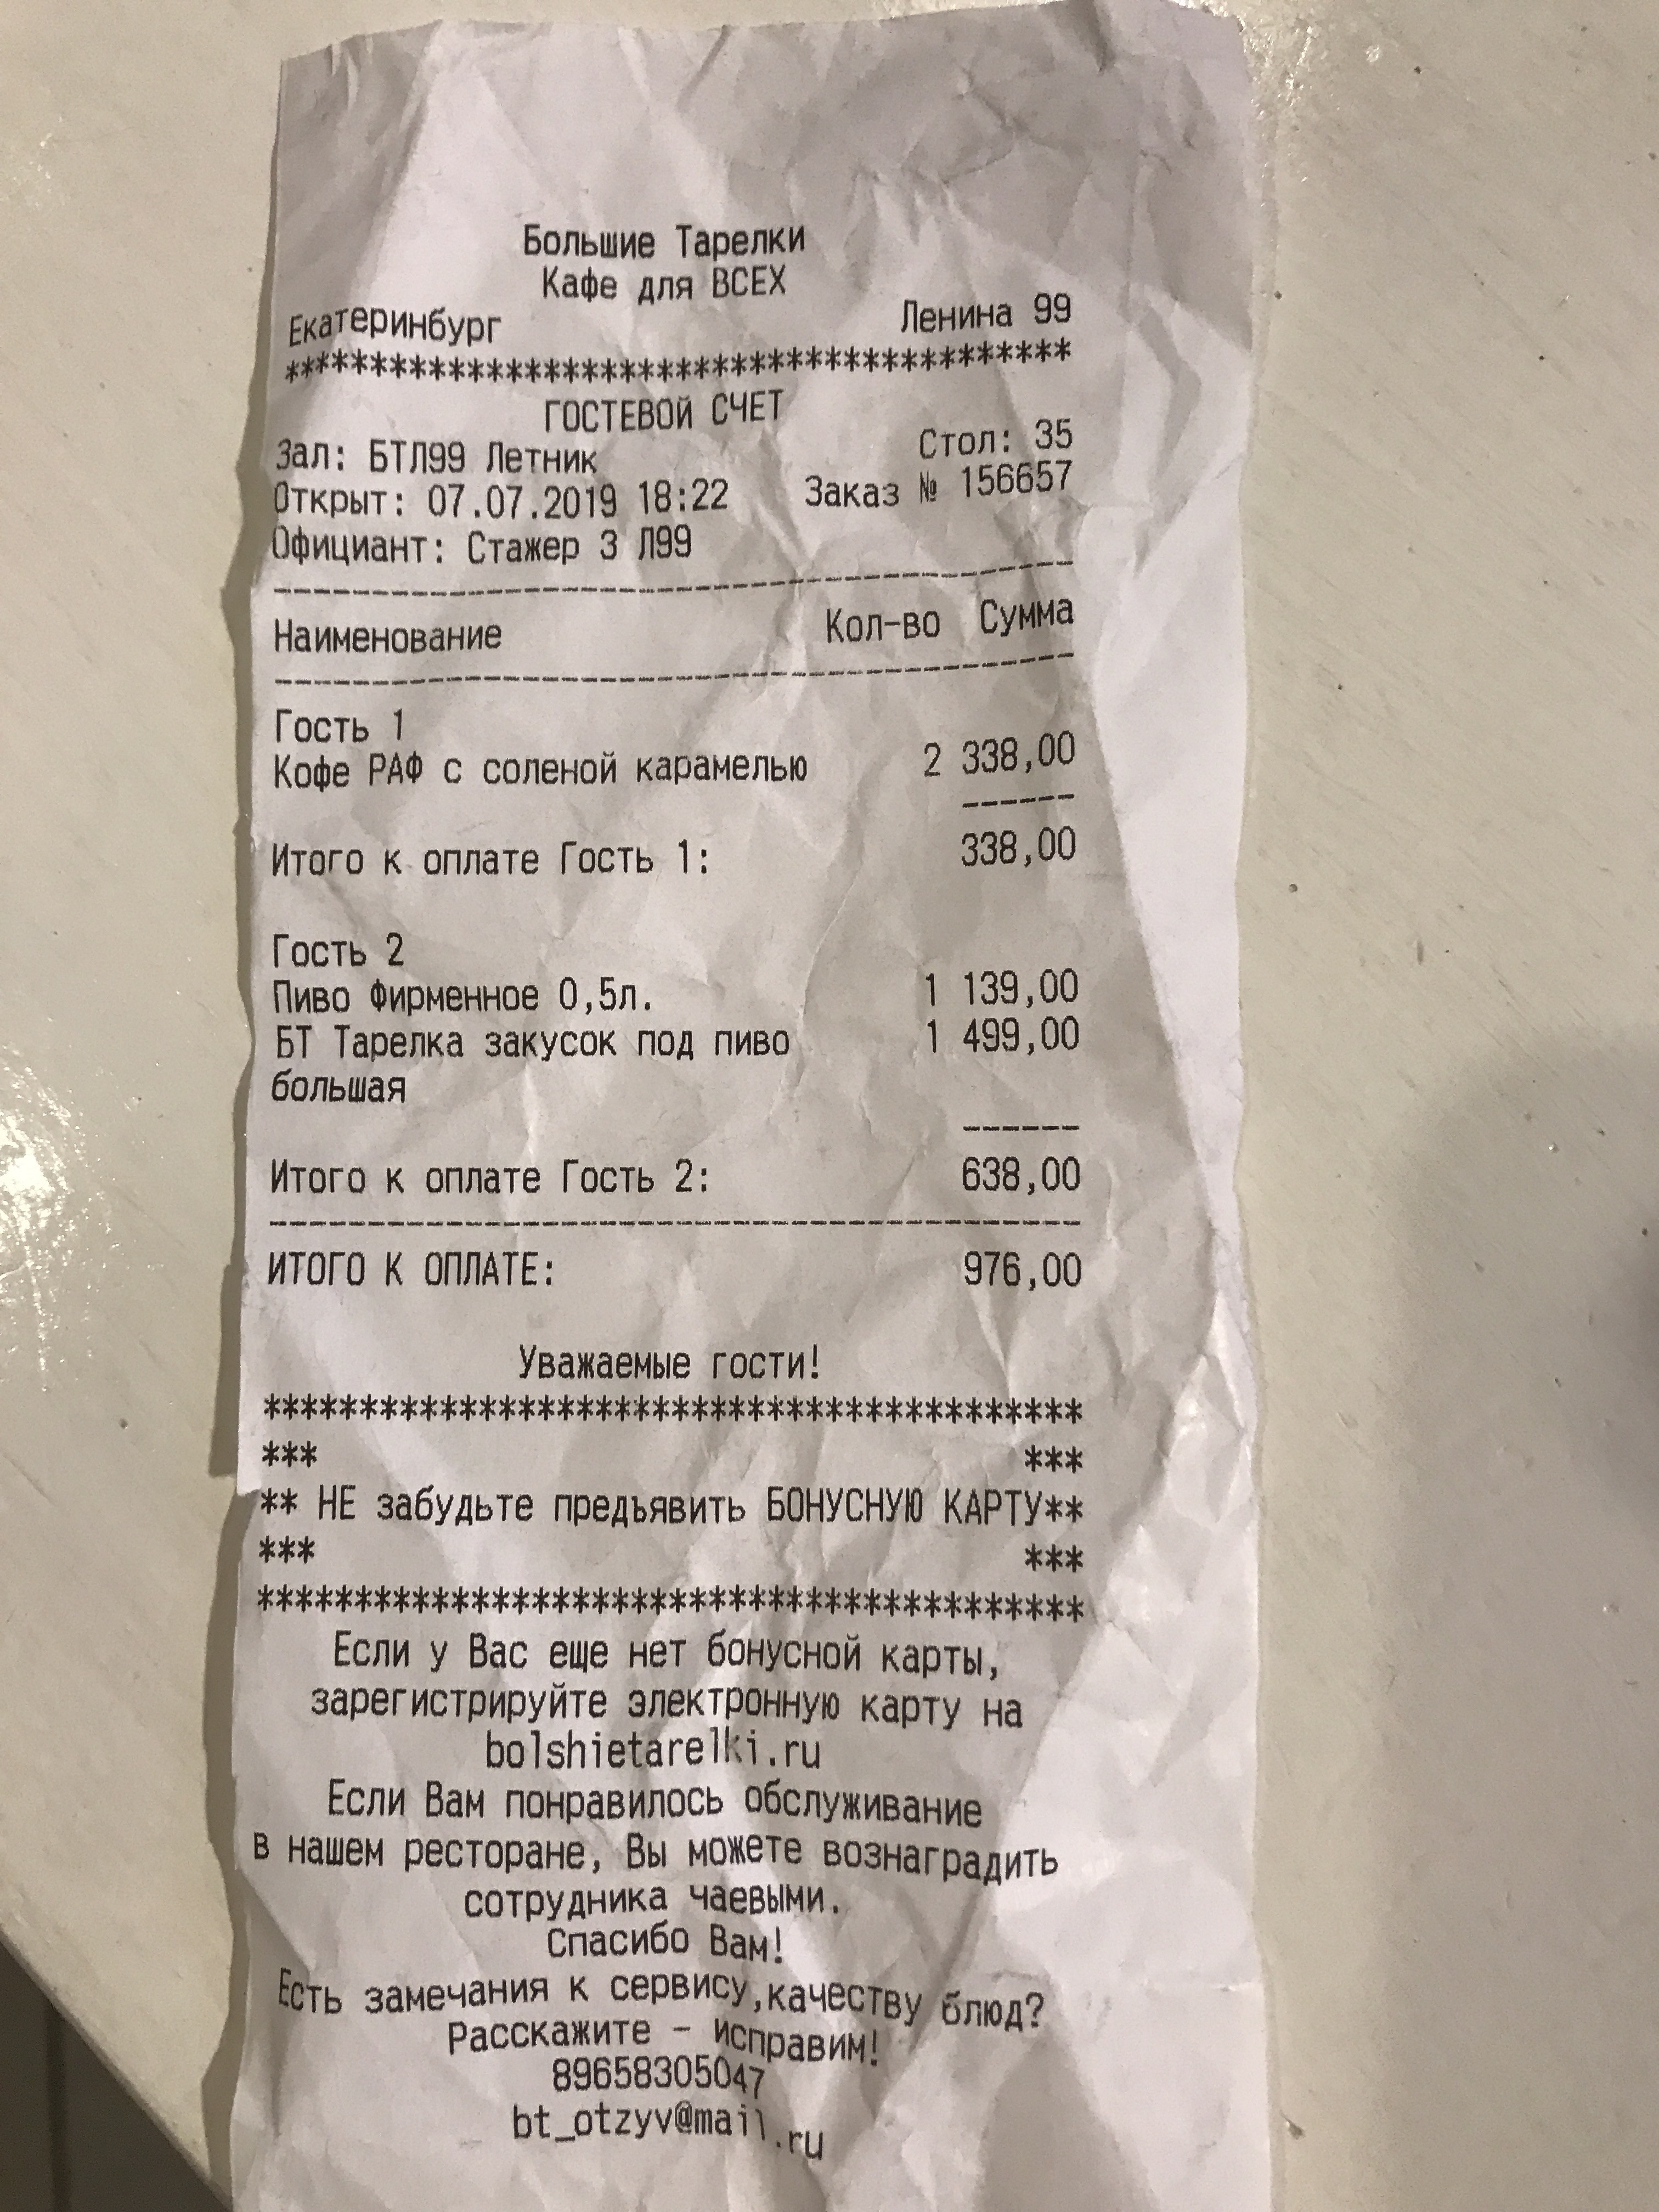 Большие Тарелки
Кафе для ВСЕХ
Екатеринбург Ленина 99
****************************************
ГОСТЕВОЙ СЧЕТ
Зал: БТЛ99 Летник Стол: 35
Открыт: 07.07.2019 18:22 Заказ № 156657
Официант: Стажер 3 Л99
------------------------------------------
Наименование Кол-во Сумма
------------------------------------------
Гость 1
Кофе РАФ с соленой карамелью 2 338,00
------
Итого к оплате Гость 1: 338,00
Гость 2
Пиво Фирменное 0,5л. 1 139,00
БТ Тарелка закусок под пиво 1 499,00
большая
------
Итого к оплате Гость 2: 638,00
------------------------------------------
ИТОГО К ОПЛАТЕ: 976,00
Уважаемые гости!
******************************************
*** ***
** НЕ забудьте предъявить БОНУСНУЮ КАРТУ**
*** ***
******************************************
Если у Вас еще нет бонусной карты,
зарегистрируйте электронную карту на
bolshietarelki.ru
Если Вам понравилось обслуживание
в нашем ресторане, Вы можете вознаградить
сотрудника чаевыми.
Спасибо Вам!
Есть замечания к сервису,качеству блюд?
Расскажите - исправим!
89658305047
bt_otzyv@mail.ru